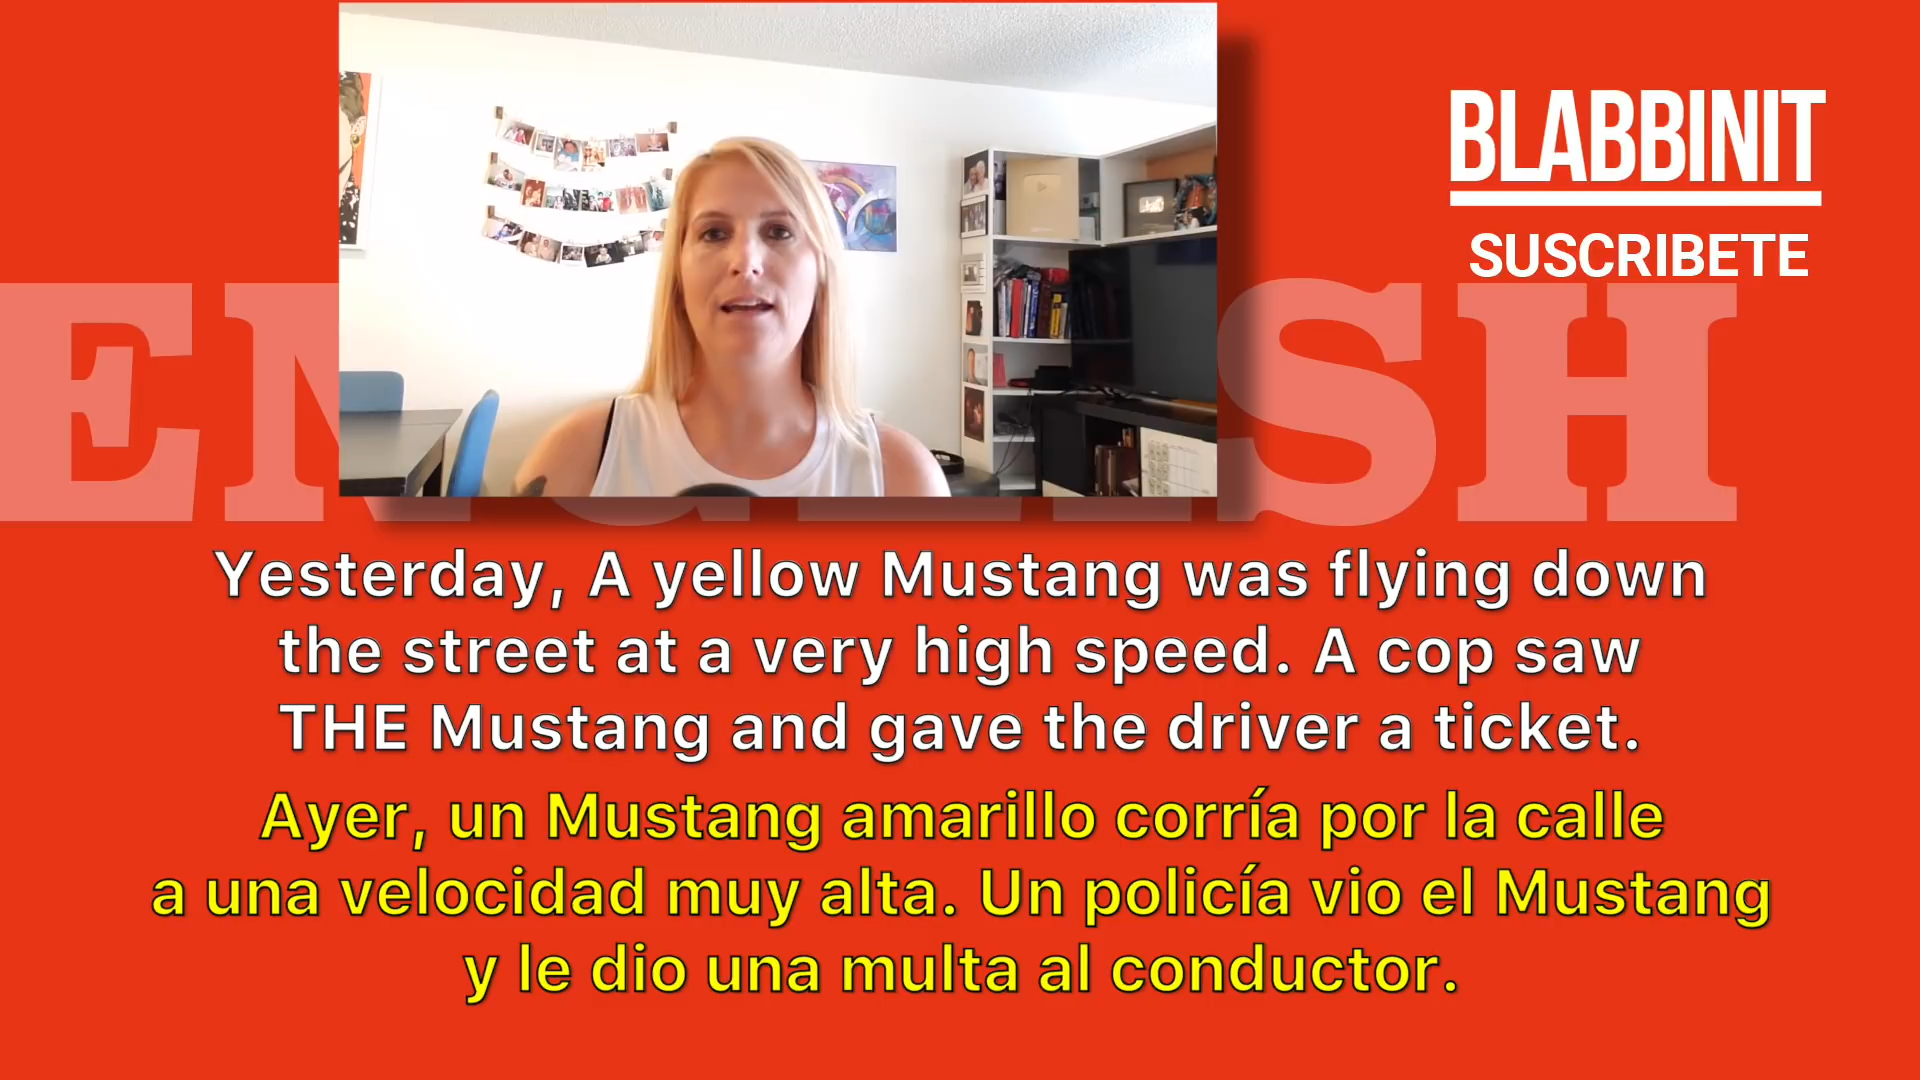 BLABBINIT
SUSCRIBETE
ENGLISH
Yesterday, A yellow Mustang was flying down
the street at a very high speed. A cop saw
THE Mustang and gave the driver a ticket.
Ayer, un Mustang amarillo corría por la calle
a una velocidad muy alta. Un policía vio el Mustang
y le dio una multa al conductor.